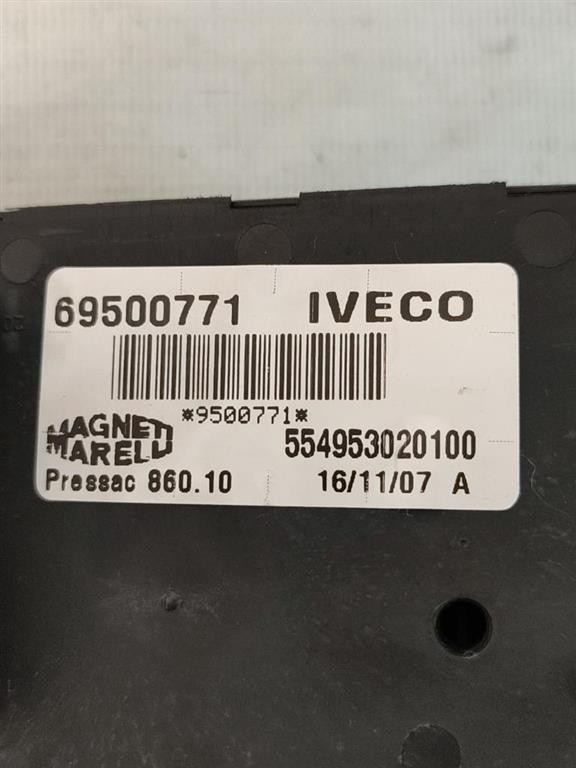 69500771 IVECO
*9500771*
MAGNETI
MARELLI
554953020100
Pressac 860.10 16/11/07 A